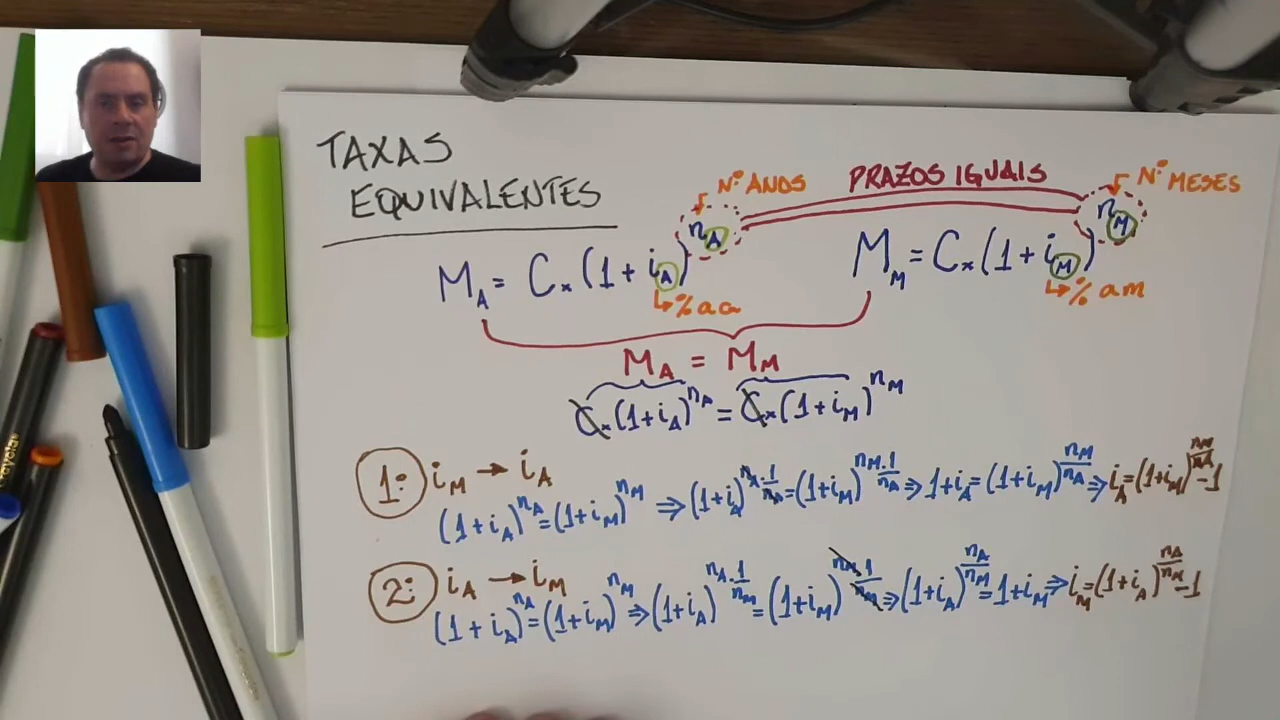 TAXAS
EQUIVALENTES
Nº ANOS
PRAZOS IGUAIS
Nº MESES
M_A = C×(1+i_A)^n_A
M_M = C×(1+i_M)^n_M
% aa
% am
M_A = M_M
C×(1+i_A)^n_A = C×(1+i_M)^n_M
1: i_M → i_A
(1+i_A)^n_A = (1+i_M)^n_M ⇒ (1+i_A)^(n_A·1/n_A) = (1+i_M)^(n_M·1/n_A) ⇒ 1+i_A = (1+i_M)^(n_M/n_A) ⇒ i_A = (1+i_M)^(n_M/n_A) - 1
2: i_A → i_M
(1+i_A)^n_A = (1+i_M)^n_M ⇒ (1+i_A)^(n_A·1/n_M) = (1+i_M)^(n_M·1/n_M) ⇒ (1+i_A)^(n_A/n_M) = 1+i_M ⇒ i_M = (1+i_A)^(n_A/n_M) - 1